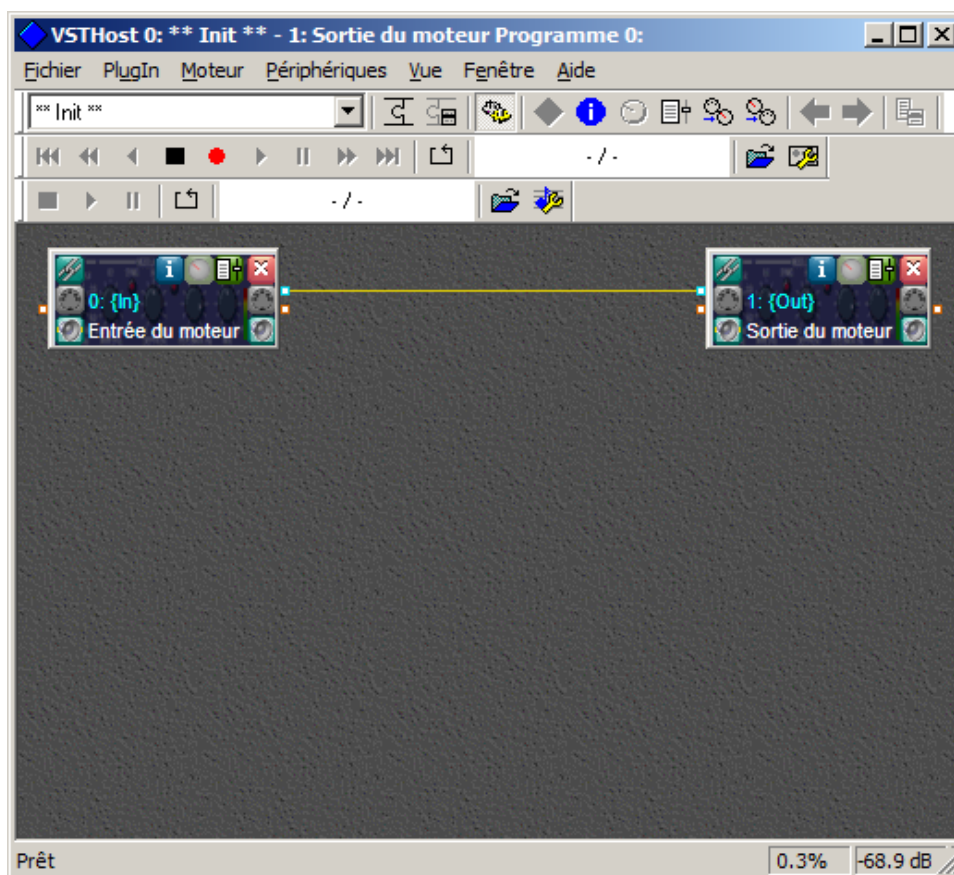 VSTHost 0: ** Init ** - 1: Sortie du moteur Programme 0:
Fichier PlugIn Moteur Périphériques Vue Fenêtre Aide
** Init **
- / -
- / -
0: {In}
Entrée du moteur
1: {Out}
Sortie du moteur
Prêt
0.3%
-68.9 dB